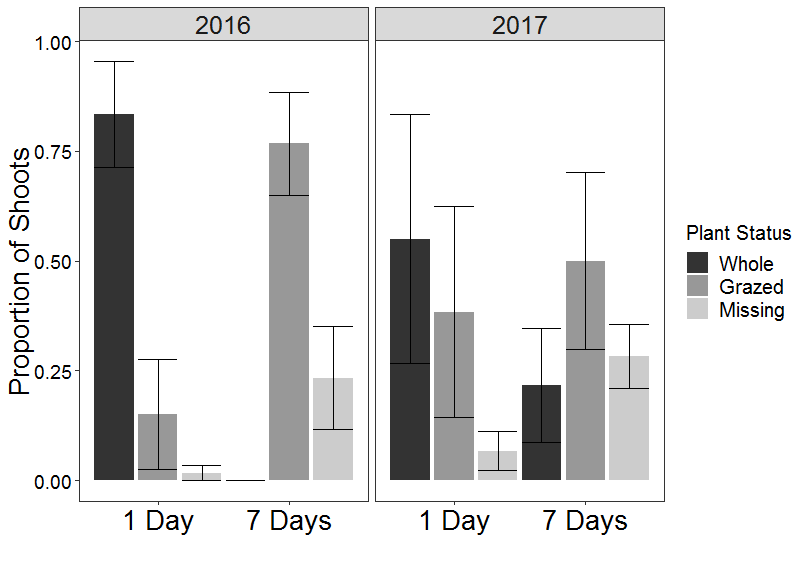 2016 2017
Proportion of Shoots
1.00
0.75
0.50
0.25
0.00
1 Day 7 Days 1 Day 7 Days
Plant Status
Whole
Grazed
Missing